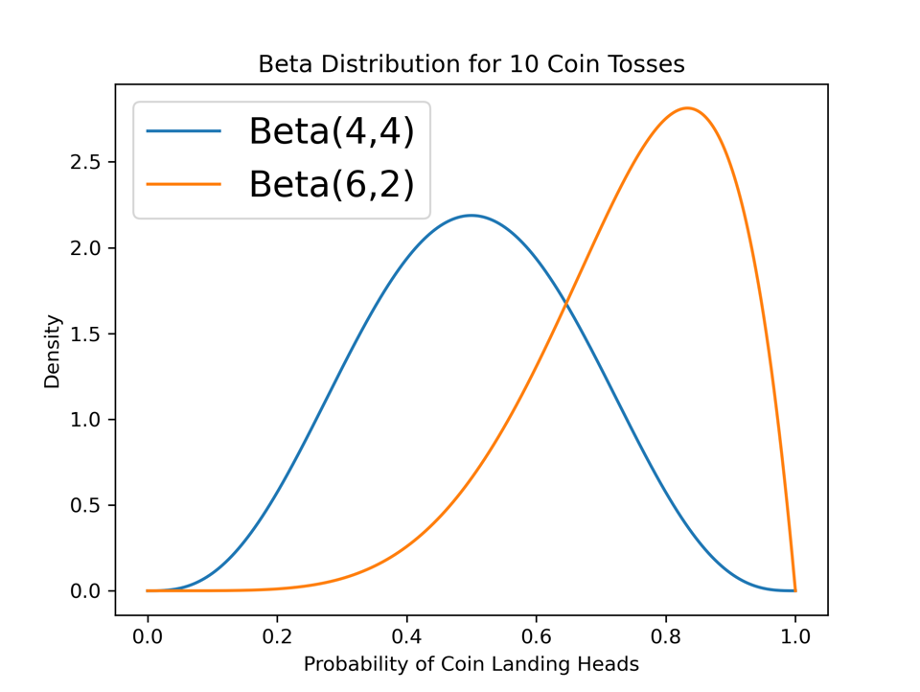 Beta Distribution for 10 Coin Tosses
Beta(4,4)
Beta(6,2)
2.5
2.0
1.5
1.0
0.5
0.0
Density
0.0 0.2 0.4 0.6 0.8 1.0
Probability of Coin Landing Heads